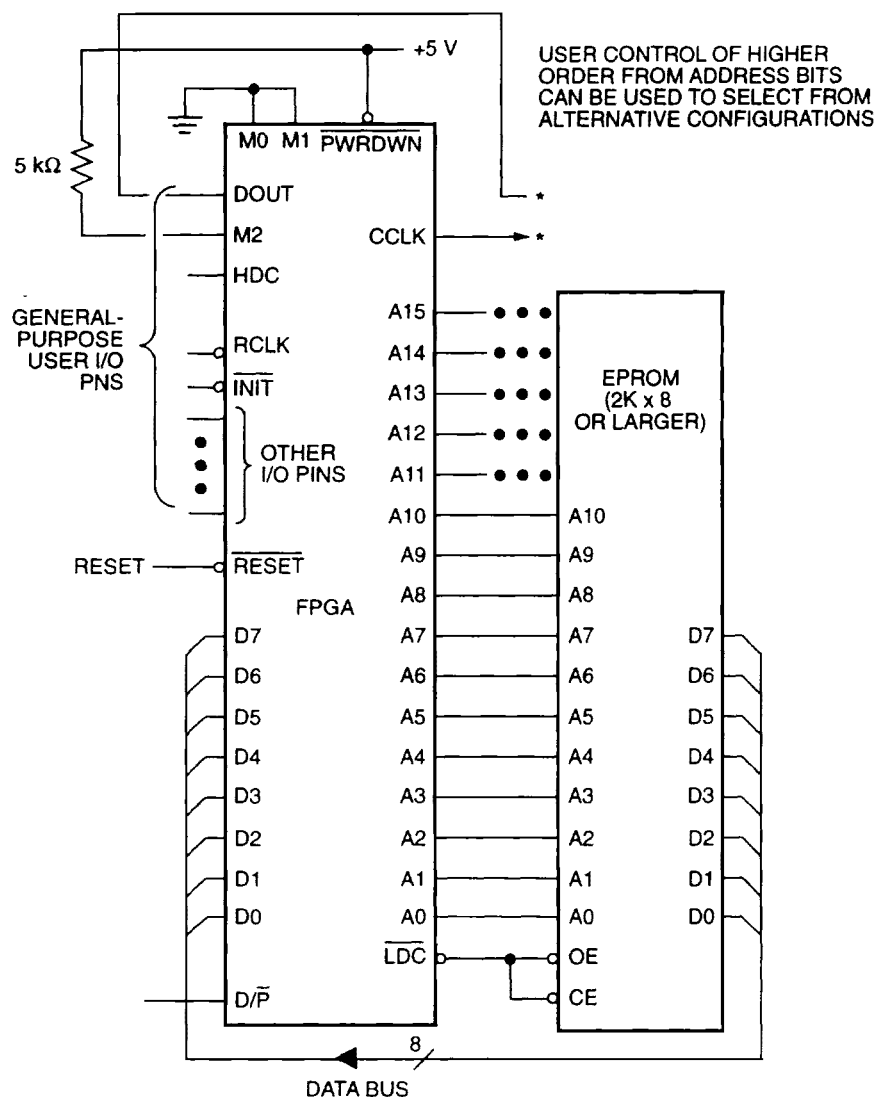 +5 V
USER CONTROL OF HIGHER
ORDER FROM ADDRESS BITS
CAN BE USED TO SELECT FROM
ALTERNATIVE CONFIGURATIONS
M0 M1 PWRDWN
5 kΩ
DOUT
*
M2
CCLK
*
HDC
GENERAL-
PURPOSE
USER I/O
PNS
A15
RCLK
A14
INIT
A13
EPROM
(2K x 8
OR LARGER)
OTHER
I/O PINS
A12
A11
A10 A10
RESET RESET
A9 A9
FPGA
A8 A8
D7 A7 A7 D7
D6 A6 A6 D6
D5 A5 A5 D5
D4 A4 A4 D4
D3 A3 A3 D3
D2 A2 A2 D2
D1 A1 A1 D1
D0 A0 A0 D0
LDC OE
D/P CE
8
DATA BUS